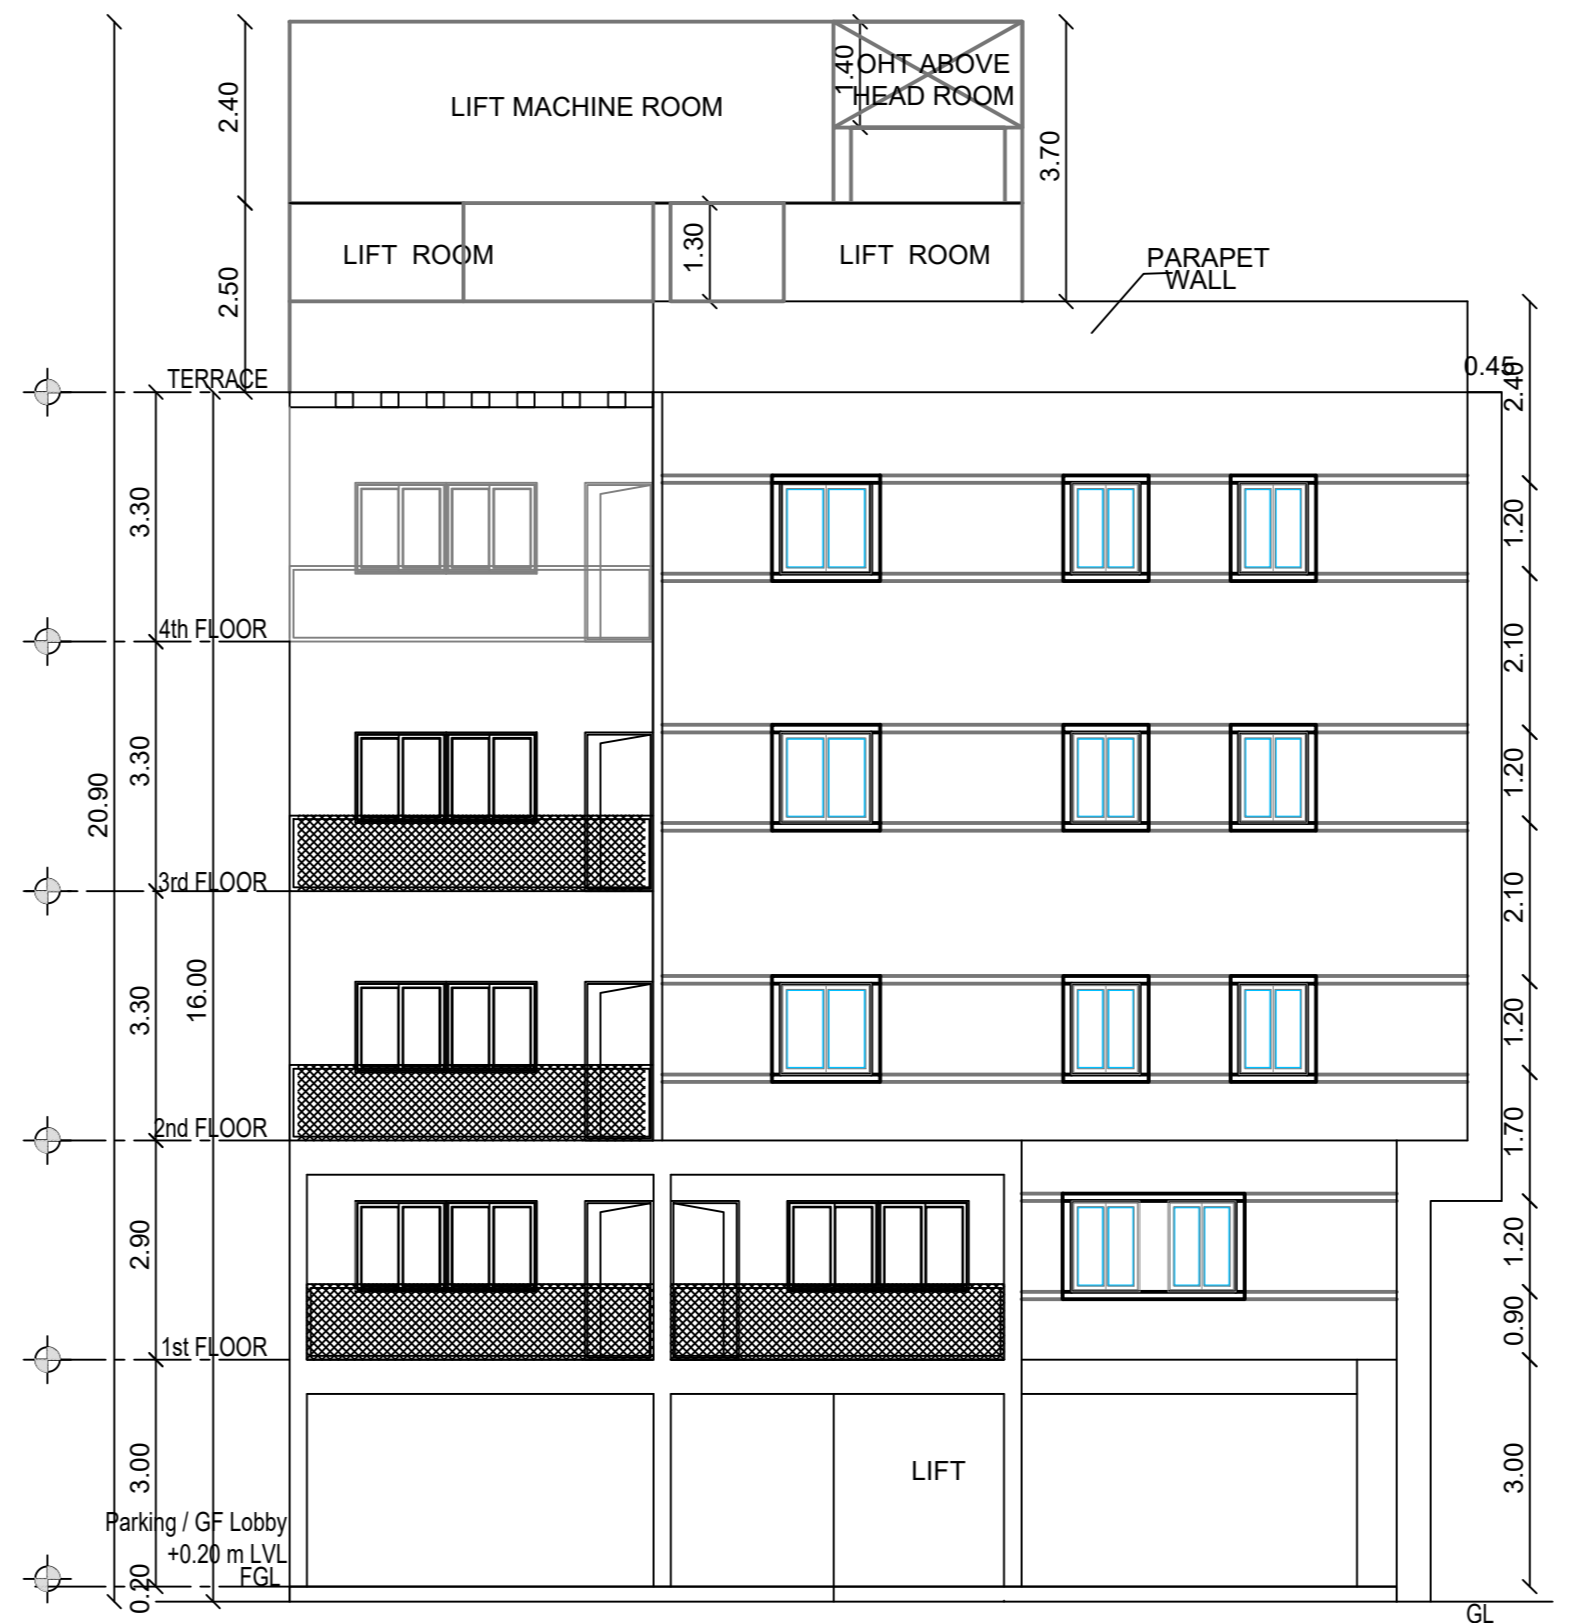 2.40
LIFT MACHINE ROOM
1.40
OHT ABOVE
HEAD ROOM
3.70
2.50
LIFT ROOM
1.30
LIFT ROOM
PARAPET
WALL
TERRACE
0.45
2.40
3.30
1.20
4th FLOOR
2.10
20.90
3.30
1.20
3rd FLOOR
2.10
3.30
16.00
1.20
2nd FLOOR
1.70
2.90
1.20
1st FLOOR
0.90
3.00
LIFT
3.00
Parking / GF Lobby
+0.20 m LVL
FGL
0.20
GL